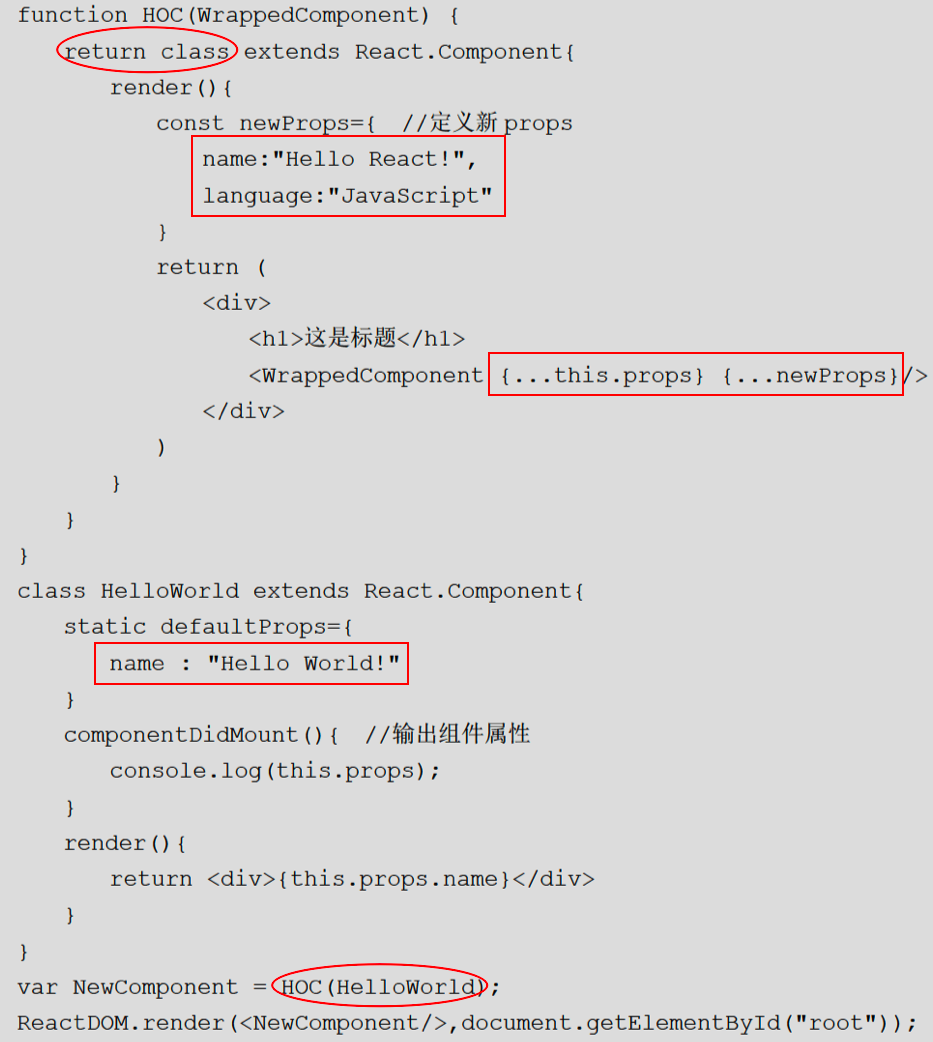 function HOC(WrappedComponent) {
return class extends React.Component{
render(){
const newProps={ //定义新 props
name:"Hello React!",
language:"JavaScript"
}
return (
<div>
<h1>这是标题</h1>
<WrappedComponent {...this.props} {...newProps}/>
</div>
)
}
}
}
class HelloWorld extends React.Component{
static defaultProps={
name : "Hello World!"
}
componentDidMount(){ //输出组件属性
console.log(this.props);
}
render(){
return <div>{this.props.name}</div>
}
}
var NewComponent = HOC(HelloWorld);
ReactDOM.render(<NewComponent/>,document.getElementById("root"));